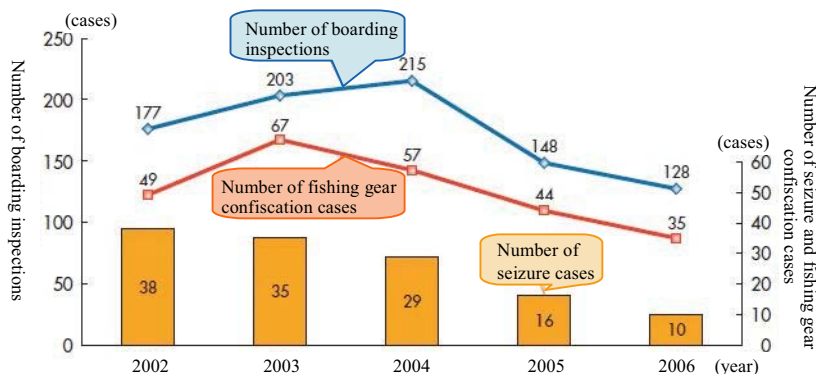 (cases)
Number of boarding
inspections
250
200
150
100
50
0
Number of boarding inspections
177
203
215
148
128
49
67
57
44
35
Number of fishing gear
confiscation cases
Number of
seizure cases
38
35
29
16
10
(cases)
60
50
40
30
20
10
0
Number of seizure and fishing gear
confiscation cases
2002
2003
2004
2005
2006
(year)